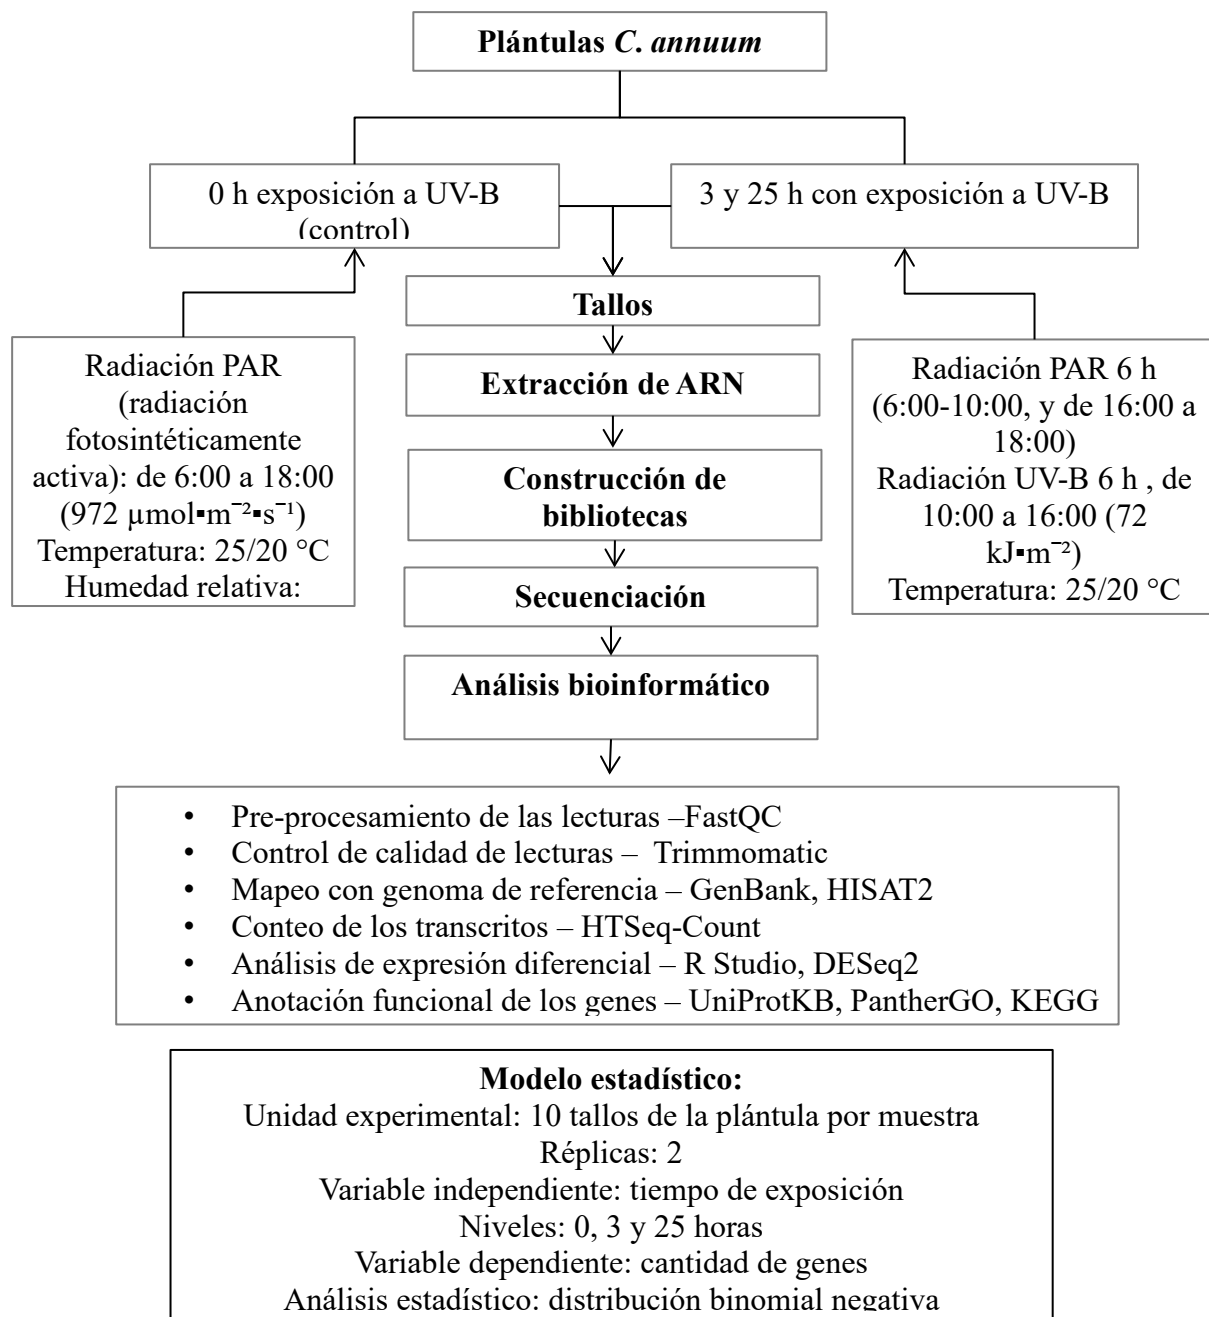 Plántulas C. annuum
0 h exposición a UV-B
(control)
3 y 25 h con exposición a UV-B
Tallos
Radiación PAR
(radiación
fotosintéticamente
activa): de 6:00 a 18:00
(972 µmol▪m⁻²▪s⁻¹)
Temperatura: 25/20 °C
Humedad relativa:
Extracción de ARN
Radiación PAR 6 h
(6:00-10:00, y de 16:00 a
18:00)
Radiación UV-B 6 h , de
10:00 a 16:00 (72
kJ▪m⁻²)
Temperatura: 25/20 °C
Construcción de
bibliotecas
Secuenciación
Análisis bioinformático
• Pre-procesamiento de las lecturas –FastQC
• Control de calidad de lecturas – Trimmomatic
• Mapeo con genoma de referencia – GenBank, HISAT2
• Conteo de los transcritos – HTSeq-Count
• Análisis de expresión diferencial – R Studio, DESeq2
• Anotación funcional de los genes – UniProtKB, PantherGO, KEGG
Modelo estadístico:
Unidad experimental: 10 tallos de la plántula por muestra
Réplicas: 2
Variable independiente: tiempo de exposición
Niveles: 0, 3 y 25 horas
Variable dependiente: cantidad de genes
Análisis estadístico: distribución binomial negativa